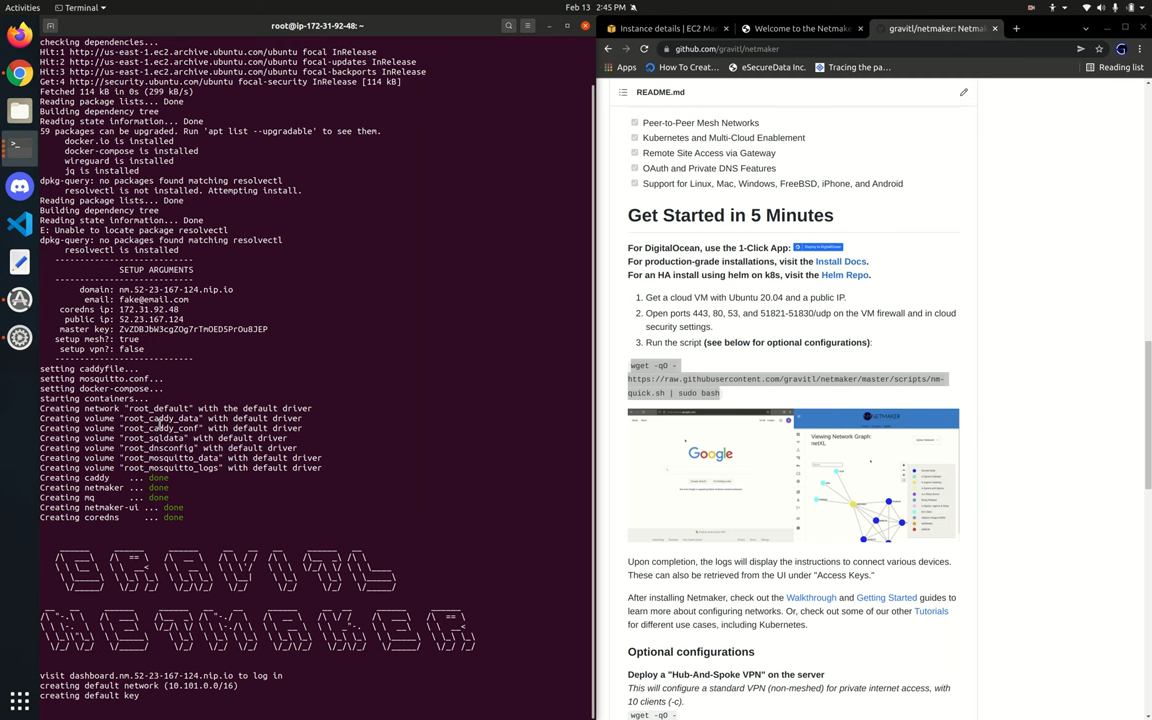 Activities
Terminal
Feb 13 2:45 PM
root@ip-172-31-92-48: ~
checking dependencies...
Hit:1 http://us-east-1.ec2.archive.ubuntu.com/ubuntu focal InRelease
Hit:2 http://us-east-1.ec2.archive.ubuntu.com/ubuntu focal-updates InRelease
Hit:3 http://us-east-1.ec2.archive.ubuntu.com/ubuntu focal-backports InRelease
Get:4 http://security.ubuntu.com/ubuntu focal-security InRelease [114 kB]
Fetched 114 kB in 0s (299 kB/s)
Reading package lists... Done
Building dependency tree
Reading state information... Done
59 packages can be upgraded. Run 'apt list --upgradable' to see them.
docker.io is installed
docker-compose is installed
wireguard is installed
jq is installed
dpkg-query: no packages found matching resolvectl
resolvectl is not installed. Attempting install.
Reading package lists... Done
Building dependency tree
Reading state information... Done
E: Unable to locate package resolvectl
dpkg-query: no packages found matching resolvectl
resolvectl is installed
----------------------------
SETUP ARGUMENTS
----------------------------
domain: nm.52-23-167-124.nip.io
email: fake@email.com
coredns ip: 172.31.92.48
public ip: 52.23.167.124
master key: ZvZDBJbW3cgZOg7rTmOED5PrOu8JEP
setup mesh?: true
setup vpn?: false
----------------------------
setting caddyfile...
setting mosquitto.conf...
setting docker-compose...
starting containers...
Creating network "root_default" with the default driver
Creating volume "root_caddy_data" with default driver
Creating volume "root_caddy_conf" with default driver
Creating volume "root_sqldata" with default driver
Creating volume "root_dnsconfig" with default driver
Creating volume "root_mosquitto_data" with default driver
Creating volume "root_mosquitto_logs" with default driver
Creating caddy ... done
Creating netmaker ... done
Creating mq ... done
Creating netmaker-ui ... done
Creating coredns ... done
visit dashboard.nm.52-23-167-124.nip.io to log in
creating default network (10.101.0.0/16)
creating default key
Instance details | EC2 Ma
Welcome to the Netmaker
gravitl/netmaker: Netmak
github.com/gravitl/netmaker
Apps
How To Creat...
eSecureData Inc.
Tracing the pa...
Reading list
README.md
Peer-to-Peer Mesh Networks
Kubernetes and Multi-Cloud Enablement
Remote Site Access via Gateway
OAuth and Private DNS Features
Support for Linux, Mac, Windows, FreeBSD, iPhone, and Android
Get Started in 5 Minutes
For DigitalOcean, use the 1-Click App: Deploy to DigitalOcean
For production-grade installations, visit the Install Docs.
For an HA install using helm on k8s, visit the Helm Repo.
1. Get a cloud VM with Ubuntu 20.04 and a public IP.
2. Open ports 443, 80, 53, and 51821-51830/udp on the VM firewall and in cloud
security settings.
3. Run the script (see below for optional configurations):
wget -qO -
https://raw.githubusercontent.com/gravitl/netmaker/master/scripts/nm-
quick.sh | sudo bash
Google
NETMAKER
Viewing Network Graph:
netXL
Upon completion, the logs will display the instructions to connect various devices.
These can also be retrieved from the UI under "Access Keys."
After installing Netmaker, check out the Walkthrough and Getting Started guides to
learn more about configuring networks. Or, check out some of our other Tutorials
for different use cases, including Kubernetes.
Optional configurations
Deploy a "Hub-And-Spoke VPN" on the server
This will configure a standard VPN (non-meshed) for private internet access, with
10 clients (-c).
wget -qO -